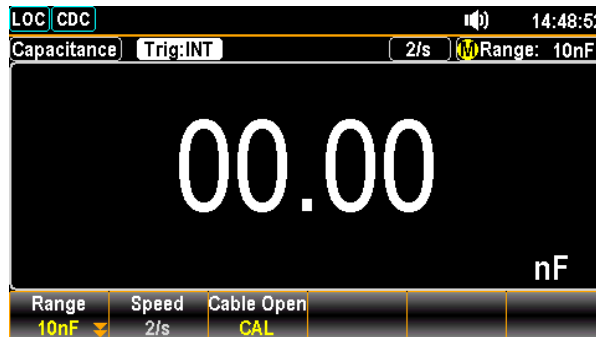 LOC CDC 14:48:52
Capacitance Trig:INT 2/s M Range: 10nF
00.00
nF
Range Speed Cable Open
10nF 2/s CAL